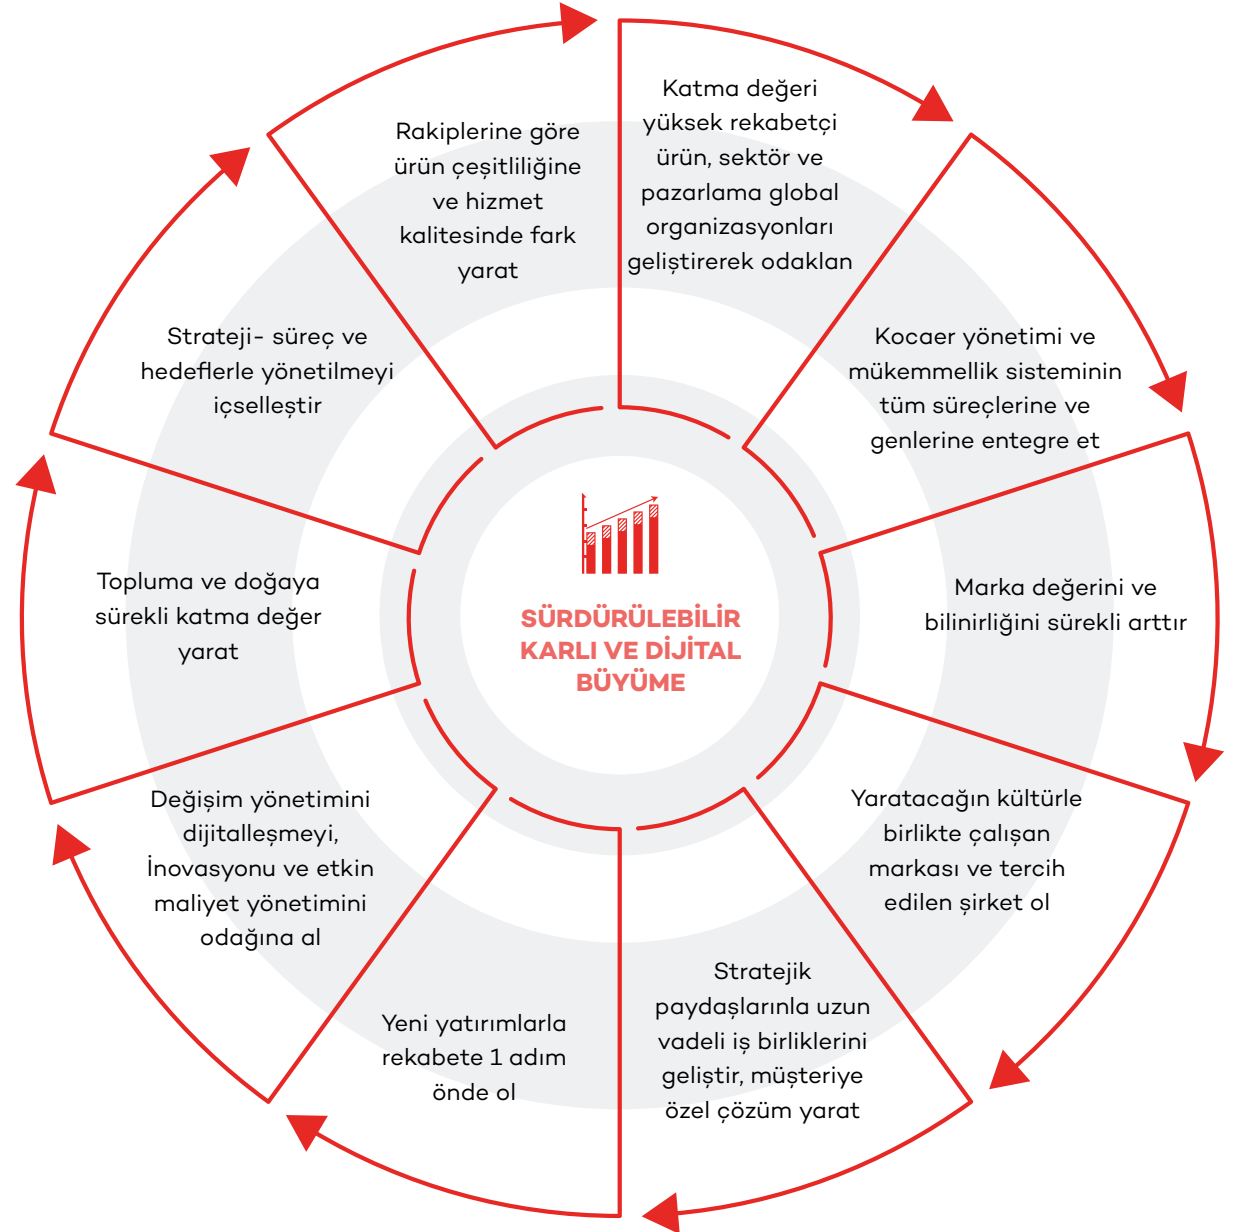 Katma değeri
yüksek rekabetçi
ürün, sektör ve
pazarlama global
organizasyonları
geliştirerek odaklan
Kocaer yönetimi ve
mükemmellik sisteminin
tüm süreçlerine ve
genlerine entegre et
Marka değerini ve
bilinirliğini sürekli arttır
Yaratacağın kültürle
birlikte çalışan
markası ve tercih
edilen şirket ol
Stratejik
paydaşlarınla uzun
vadeli iş birliklerini
geliştir, müşteriye
özel çözüm yarat
Yeni yatırımlarla
rekabete 1 adım
önde ol
Değişim yönetimini
dijitalleşmeyi,
İnovasyonu ve etkin
maliyet yönetimini
odağına al
Topluma ve doğaya
sürekli katma değer
yarat
Strateji- süreç ve
hedeflerle yönetilmeyi
içselleştir
Rakiplerine göre
ürün çeşitliliğine
ve hizmet
kalitesinde fark
yarat
SÜRDÜRÜLEBİLİR
KARLI VE DİJİTAL
BÜYÜME